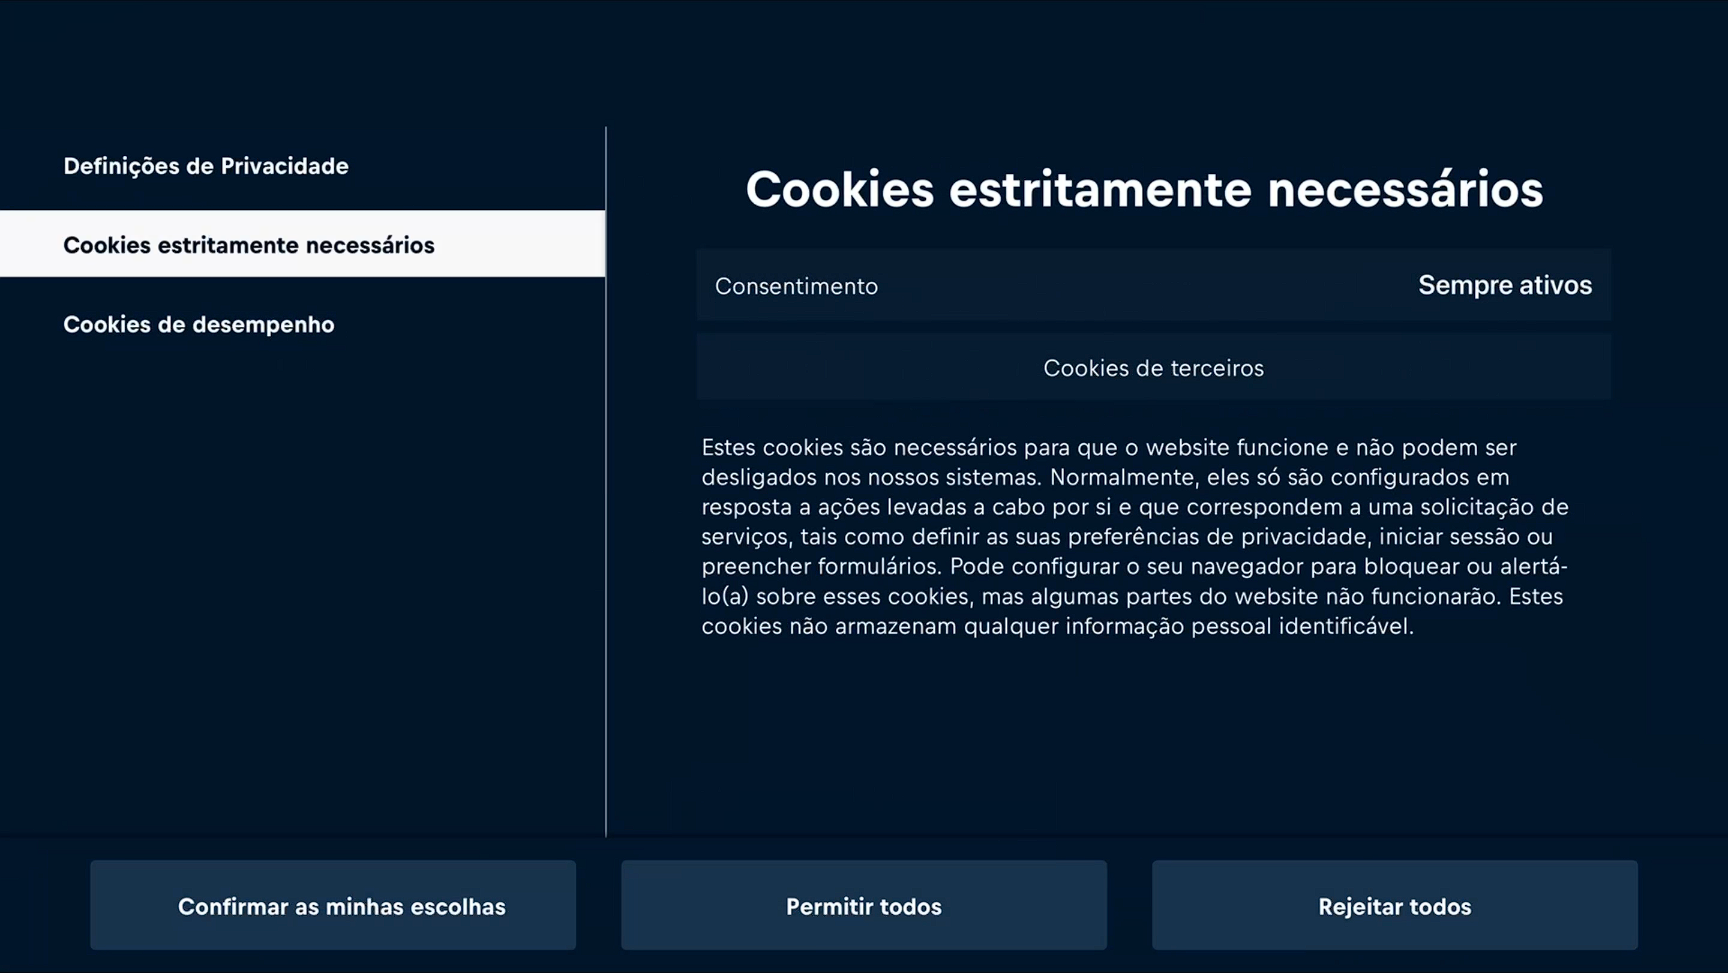 Definições de Privacidade
Cookies estritamente necessários
Cookies de desempenho
Cookies estritamente necessários
Consentimento
Sempre ativos
Cookies de terceiros
Estes cookies são necessários para que o website funcione e não podem ser
desligados nos nossos sistemas. Normalmente, eles só são configurados em
resposta a ações levadas a cabo por si e que correspondem a uma solicitação de
serviços, tais como definir as suas preferências de privacidade, iniciar sessão ou
preencher formulários. Pode configurar o seu navegador para bloquear ou alertá-
lo(a) sobre esses cookies, mas algumas partes do website não funcionarão. Estes
cookies não armazenam qualquer informação pessoal identificável.
Confirmar as minhas escolhas
Permitir todos
Rejeitar todos